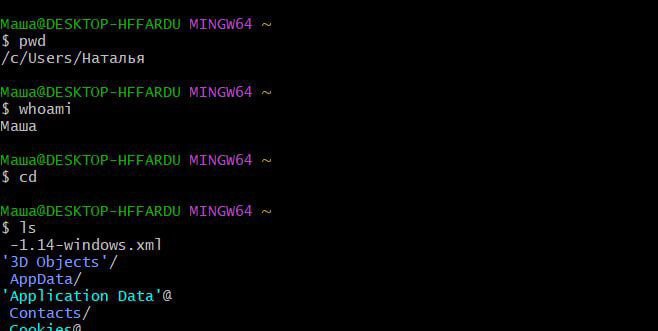 Маша@DESKTOP-HFFARDU MINGW64 ~
$ pwd
/c/Users/Наталья
Маша@DESKTOP-HFFARDU MINGW64 ~
$ whoami
Маша
Маша@DESKTOP-HFFARDU MINGW64 ~
$ cd
Маша@DESKTOP-HFFARDU MINGW64 ~
$ ls
-1.14-windows.xml
'3D Objects'/
AppData/
'Application Data'@
Contacts/
Cookies@